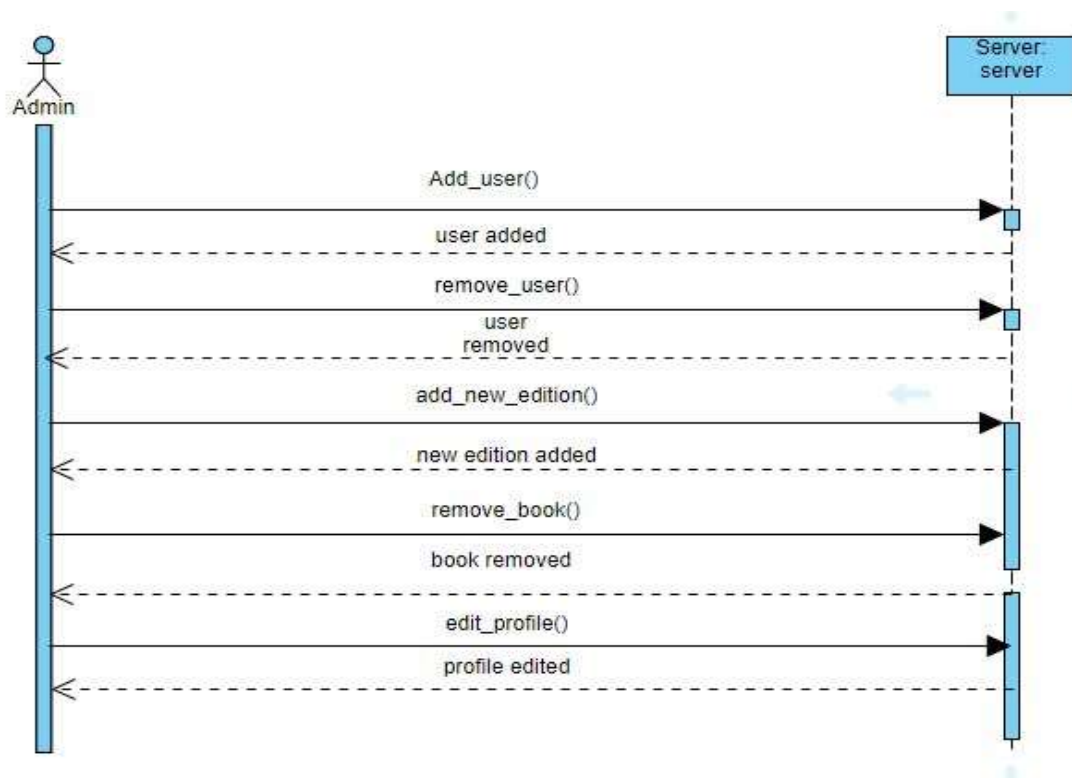 Server:
server
Admin
Add_user()
user added
remove_user()
user
removed
add_new_edition()
new edition added
remove_book()
book removed
edit_profile()
profile edited